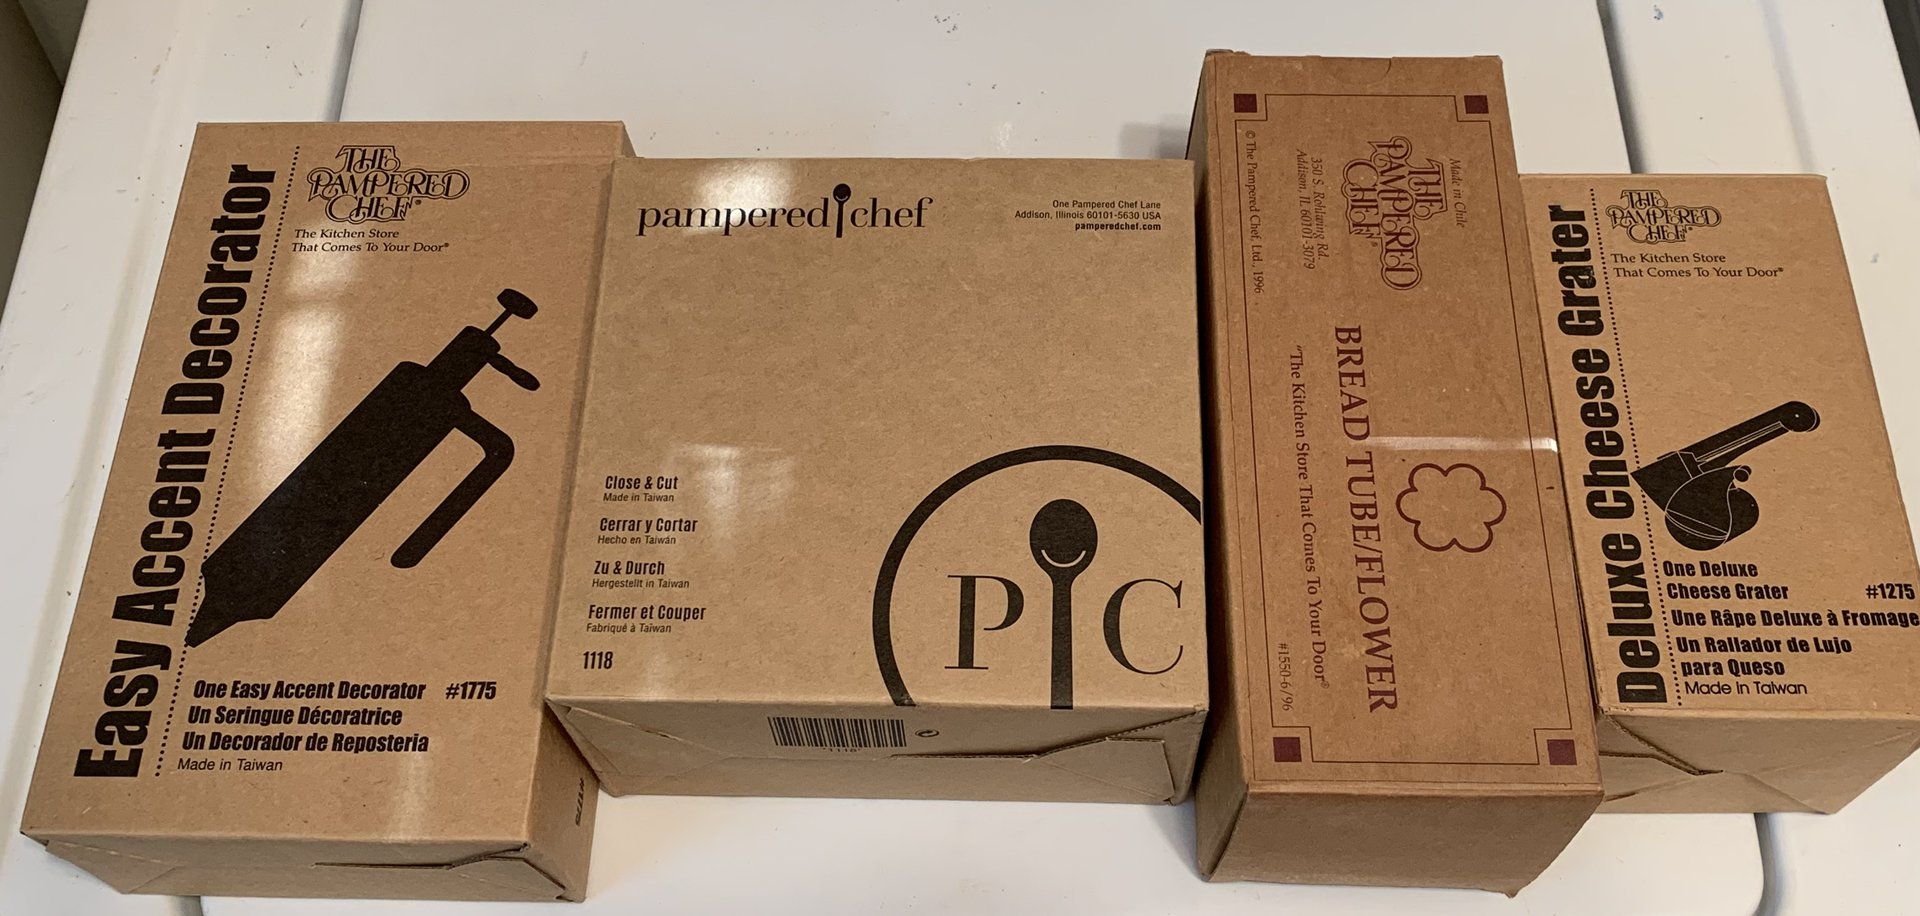 Easy Accent Decorator
THE
PAMPERED
CHEF®
The Kitchen Store
That Comes To Your Door®
One Easy Accent Decorator #1775
Un Seringue Décoratrice
Un Decorador de Reposteria
Made in Taiwan
pampered chef
One Pampered Chef Lane
Addison, Illinois 60101-5630 USA
pamperedchef.com
Close & Cut
Made in Taiwan
Cerrar y Cortar
Hecho en Taiwán
Zu & Durch
Hergestellt in Taiwan
Fermer et Couper
Fabriqué à Taïwan
1118
P C
*1118*
Made in Chile
THE
PAMPERED
CHEF®
350 S. Rohlwing Rd.
Addison, IL 60101-3079
© The Pampered Chef, Ltd., 1996
BREAD TUBE/FLOWER
"The Kitchen Store That Comes To Your Door®
#1550-6/96
Deluxe Cheese Grater
THE
PAMPERED
CHEF®
The Kitchen Store
That Comes To Your Door®
One Deluxe
Cheese Grater #1275
Une Râpe Deluxe à Fromage
Un Rallador de Lujo
para Queso
Made in Taiwan